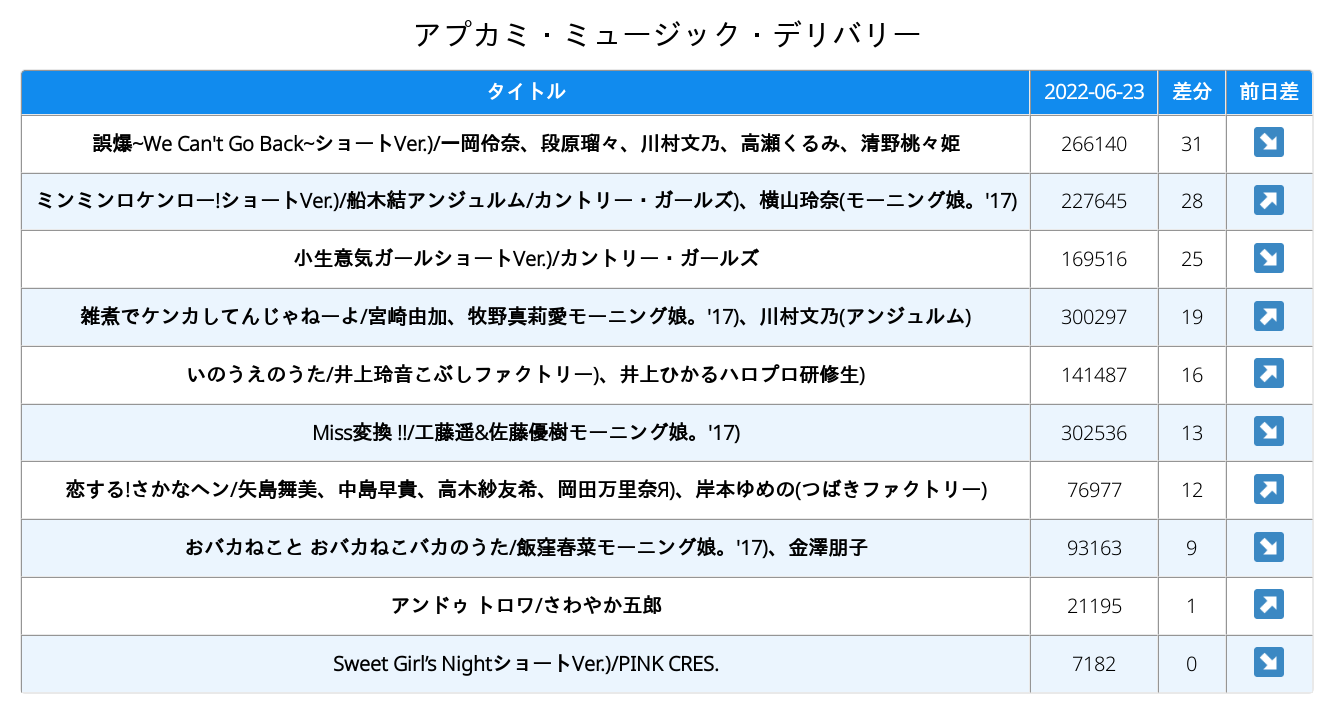 アプカミ・ミュージック・デリバリー
タイトル 2022-06-23 差分 前日差
誤爆~We Can't Go Back~ショートVer.)/一岡伶奈、段原瑠々、川村文乃、高瀬くるみ、清野桃々姫 266140 31
ミンミンロケンロー!ショートVer.)/船木結アンジュルム/カントリー・ガールズ)、横山玲奈(モーニング娘。'17) 227645 28
小生意気ガールショートVer.)/カントリー・ガールズ 169516 25
雑煮でケンカしてんじゃねーよ/宮崎由加、牧野真莉愛モーニング娘。'17)、川村文乃(アンジュルム) 300297 19
いのうえのうた/井上玲音こぶしファクトリー)、井上ひかるハロプロ研修生) 141487 16
Miss変換 !!/工藤遥&佐藤優樹モーニング娘。'17) 302536 13
恋する!さかなヘン/矢島舞美、中島早貴、高木紗友希、岡田万里奈Я)、岸本ゆめの(つばきファクトリー) 76977 12
おバカねこと おバカねこバカのうた/飯窪春菜モーニング娘。'17)、金澤朋子 93163 9
アンドゥ トロワ/さわやか五郎 21195 1
Sweet Girl’s NightショートVer.)/PINK CRES. 7182 0